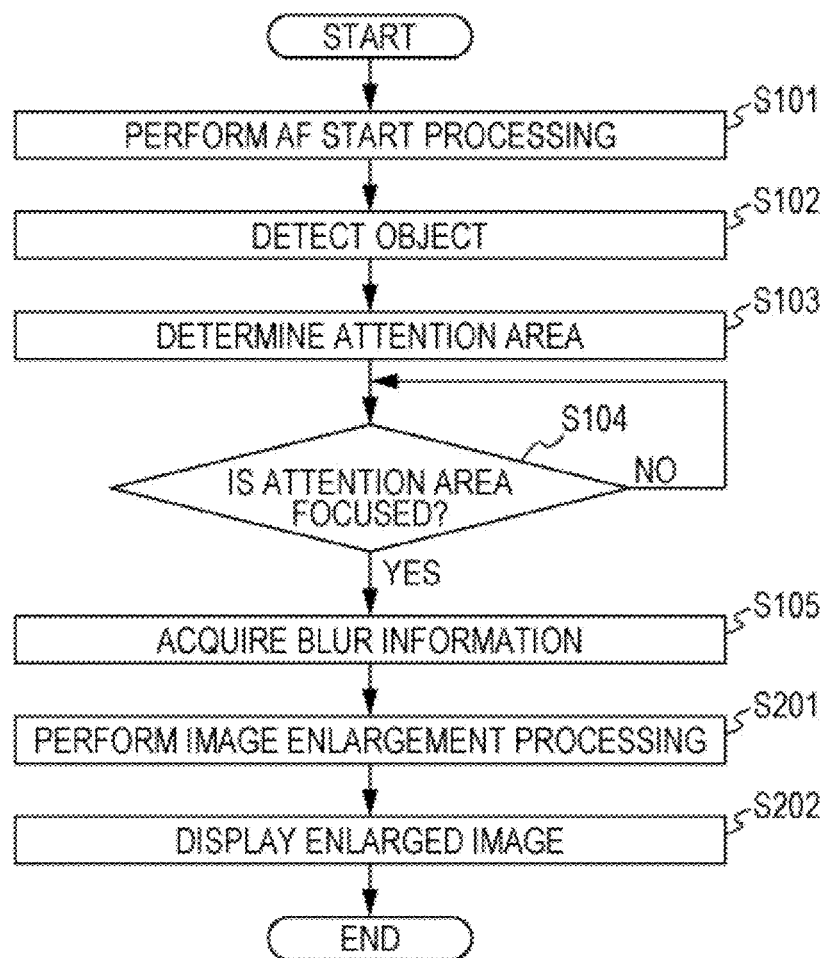 START
S101
PERFORM AF START PROCESSING
S102
DETECT OBJECT
S103
DETERMINE ATTENTION AREA
S104
IS ATTENTION AREA
FOCUSED?
NO
YES
S105
ACQUIRE BLUR INFORMATION
S201
PERFORM IMAGE ENLARGEMENT PROCESSING
S202
DISPLAY ENLARGED IMAGE
END